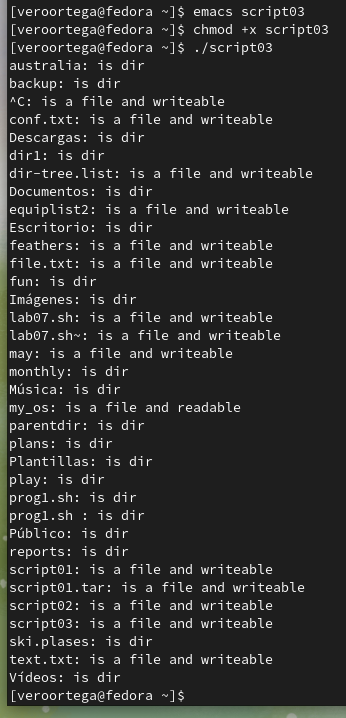 [veroortega@fedora ~]$ emacs script03
[veroortega@fedora ~]$ chmod +x script03
[veroortega@fedora ~]$ ./script03
australia: is dir
backup: is dir
^C: is a file and writeable
conf.txt: is a file and writeable
Descargas: is dir
dir1: is dir
dir-tree.list: is a file and writeable
Documentos: is dir
equiplist2: is a file and writeable
Escritorio: is dir
feathers: is a file and writeable
file.txt: is a file and writeable
fun: is dir
Imágenes: is dir
lab07.sh: is a file and writeable
lab07.sh~: is a file and writeable
may: is a file and writeable
monthly: is dir
Música: is dir
my_os: is a file and readable
parentdir: is dir
plans: is dir
Plantillas: is dir
play: is dir
prog1.sh: is dir
prog1.sh : is dir
Público: is dir
reports: is dir
script01: is a file and writeable
script01.tar: is a file and writeable
script02: is a file and writeable
script03: is a file and writeable
ski.plases: is dir
text.txt: is a file and writeable
Vídeos: is dir
[veroortega@fedora ~]$